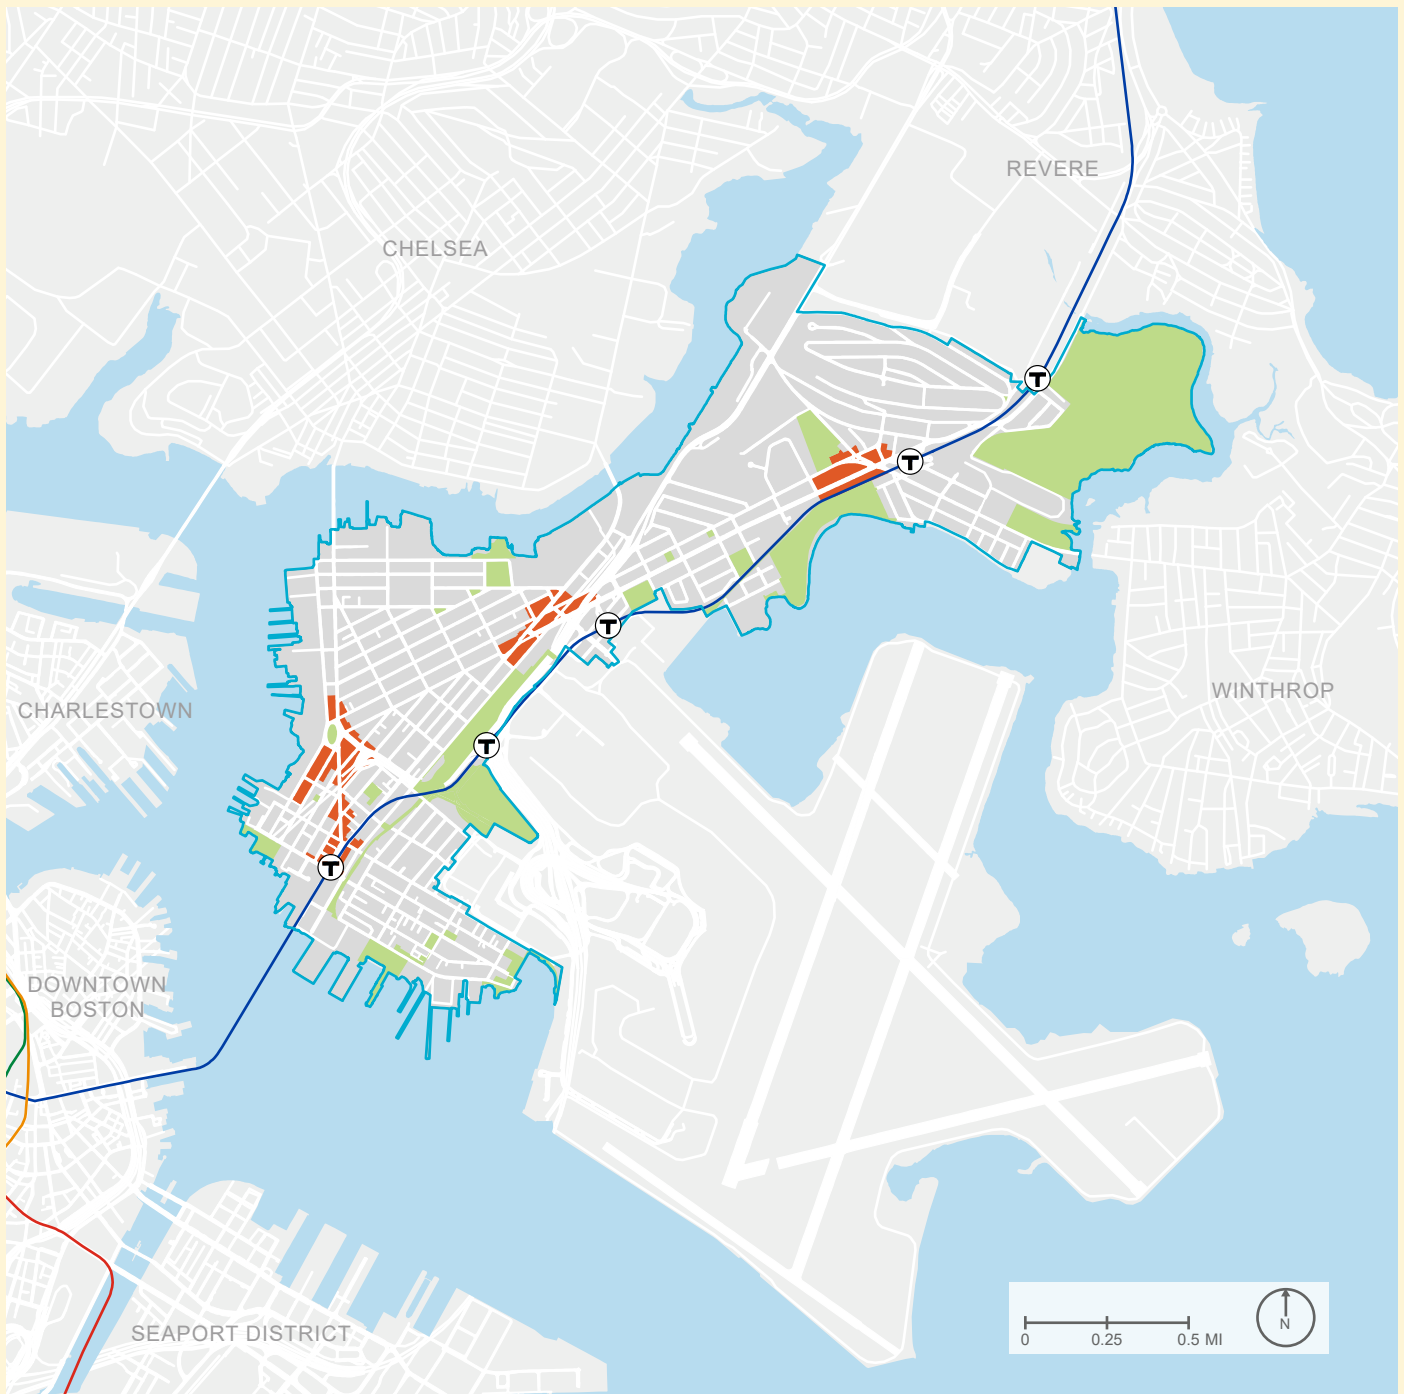 REVERE
CHELSEA
T
T
T
WINTHROP
CHARLESTOWN
T
T
DOWNTOWN
BOSTON
SEAPORT DISTRICT
N
0
0.25
0.5 MI